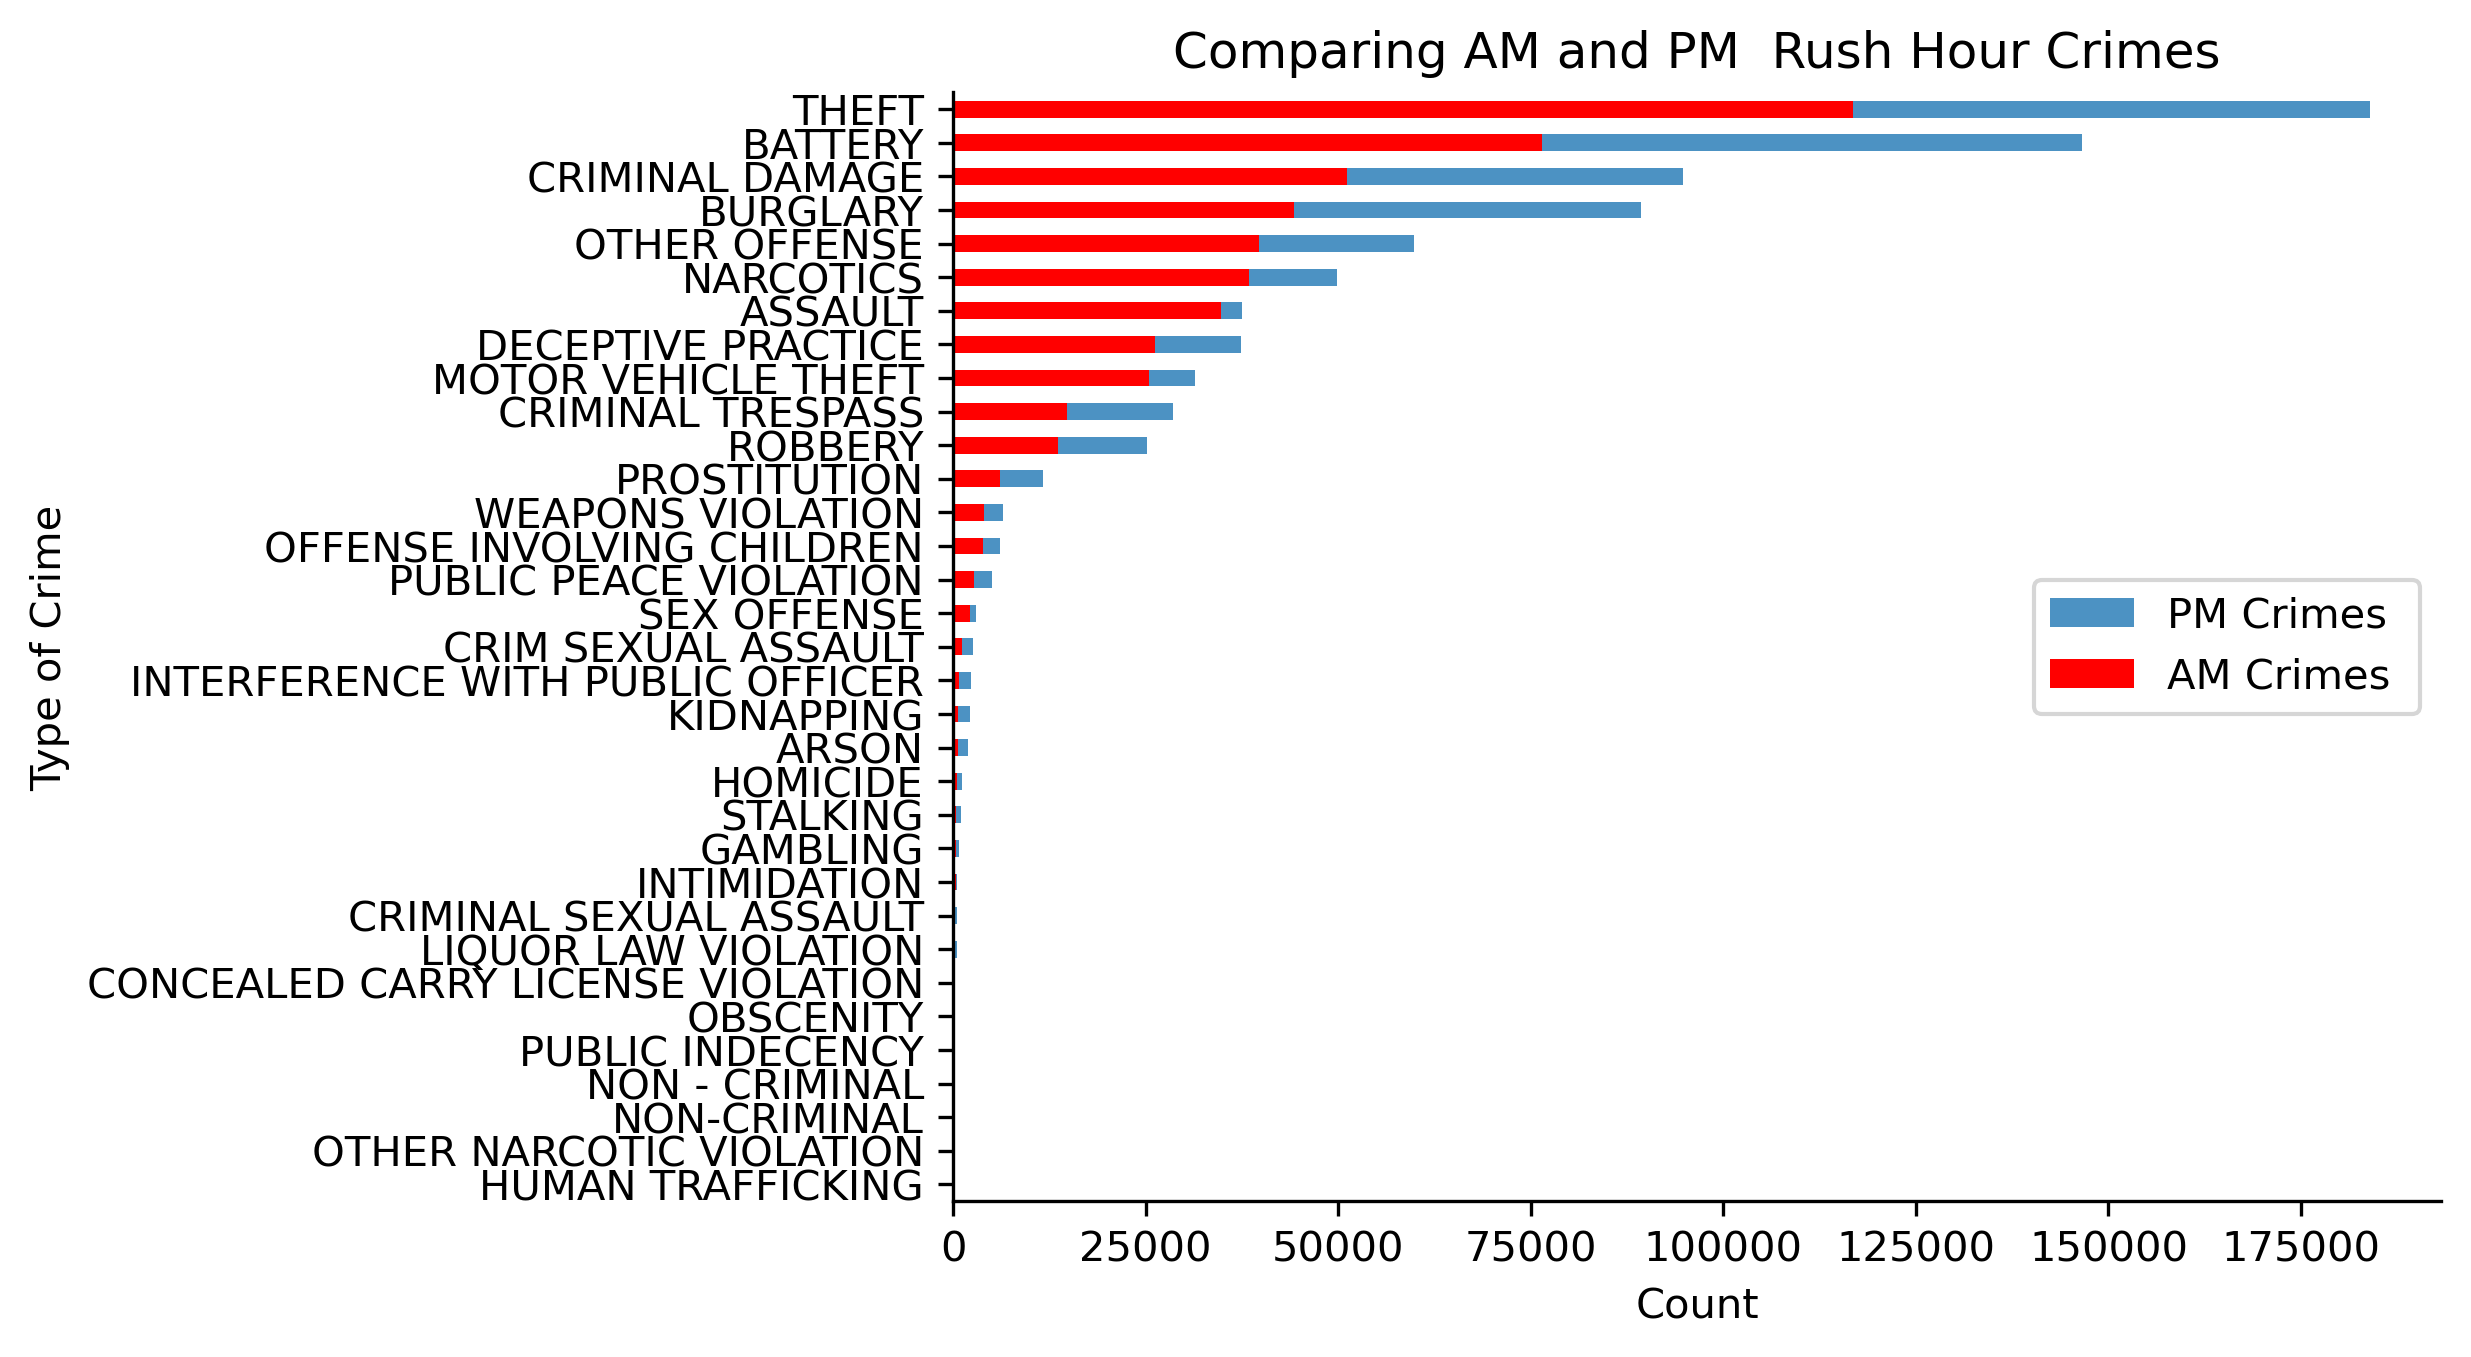 Comparing AM and PM  Rush Hour Crimes
Type of Crime
THEFT
BATTERY
CRIMINAL DAMAGE
BURGLARY
OTHER OFFENSE
NARCOTICS
ASSAULT
DECEPTIVE PRACTICE
MOTOR VEHICLE THEFT
CRIMINAL TRESPASS
ROBBERY
PROSTITUTION
WEAPONS VIOLATION
OFFENSE INVOLVING CHILDREN
PUBLIC PEACE VIOLATION
SEX OFFENSE
CRIM SEXUAL ASSAULT
INTERFERENCE WITH PUBLIC OFFICER
KIDNAPPING
ARSON
HOMICIDE
STALKING
GAMBLING
INTIMIDATION
CRIMINAL SEXUAL ASSAULT
LIQUOR LAW VIOLATION
CONCEALED CARRY LICENSE VIOLATION
OBSCENITY
PUBLIC INDECENCY
NON - CRIMINAL
NON-CRIMINAL
OTHER NARCOTIC VIOLATION
HUMAN TRAFFICKING
PM Crimes
AM Crimes
0 25000 50000 75000 100000 125000 150000 175000
Count